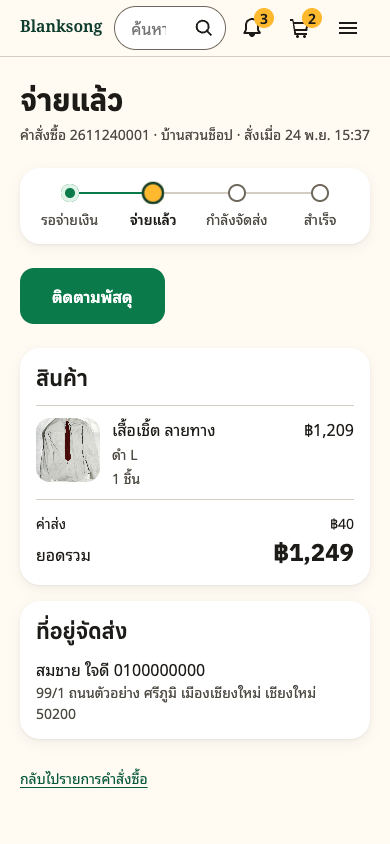 Blanksong
ค้นหา
3
2
จ่ายแล้ว
คำสั่งซื้อ 2611240001 · บ้านสวนช็อป · สั่งเมื่อ 24 พ.ย. 15:37
รอจ่ายเงิน
จ่ายแล้ว
กำลังจัดส่ง
สำเร็จ
ติดตามพัสดุ
สินค้า
เสื้อเชิ้ต ลายทาง ฿1,209
ดำ L
1 ชิ้น
ค่าส่ง ฿40
ยอดรวม ฿1,249
ที่อยู่จัดส่ง
สมชาย ใจดี 0100000000
99/1 ถนนตัวอย่าง ศรีภูมิ เมืองเชียงใหม่ เชียงใหม่
50200
กลับไปรายการคำสั่งซื้อ